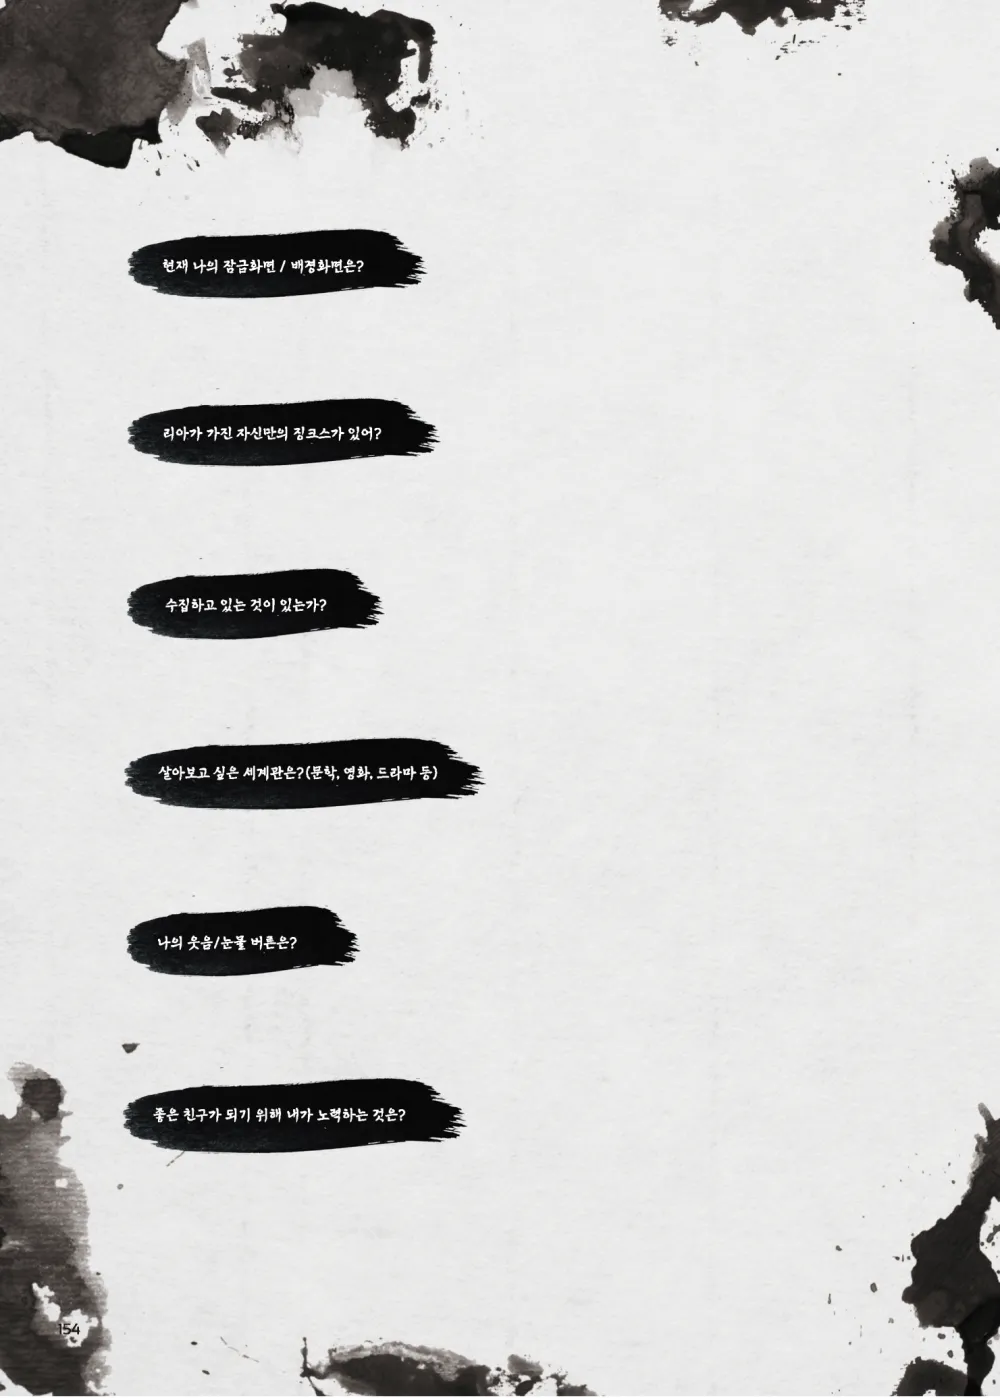 현재 나의 잠금화면 / 배경화면은?
리아가 가진 자신만의 징크스가 있어?
수집하고 있는 것이 있는가?
살아보고 싶은 세계관은?(문학, 영화, 드라마 등)
나의 웃음/눈물 버튼은?
좋은 친구가 되기 위해 내가 노력하는 것은?
154